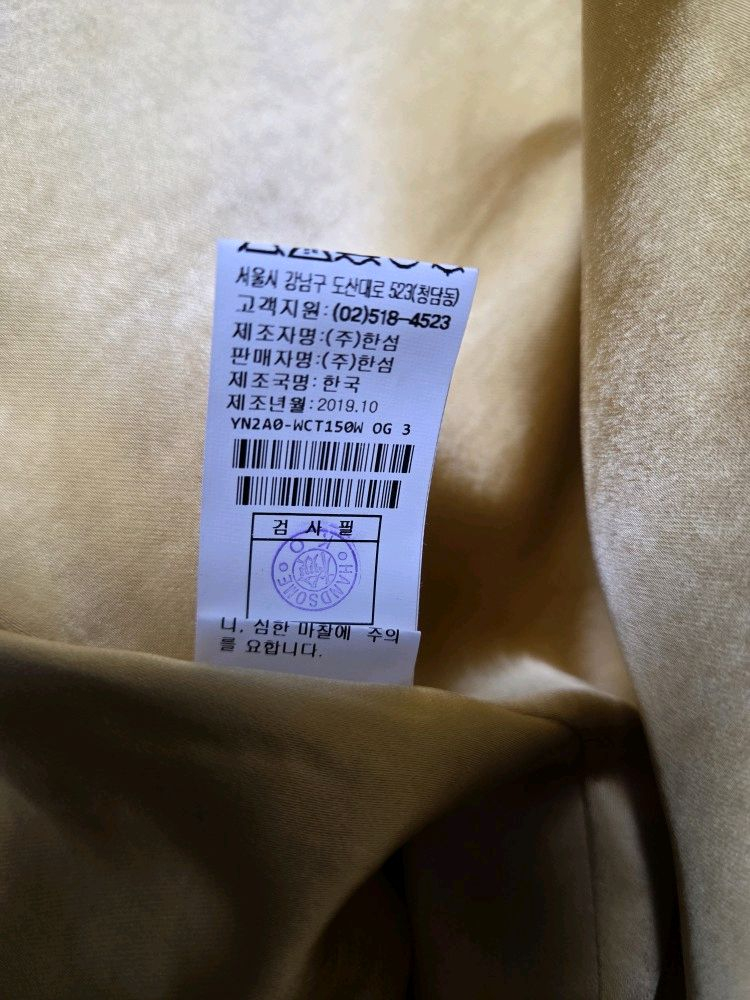 서울시 강남구 도산대로 523(청담동)
고객지원:(02)518-4523
제조자명:(주)한섬
판매자명:(주)한섬
제조국명:한국
제조년월:2019.10
YN2A0-WCT150W OG 3
검 사 필
HANDSOME
니, 심한 마찰에 주의
를 요합니다.